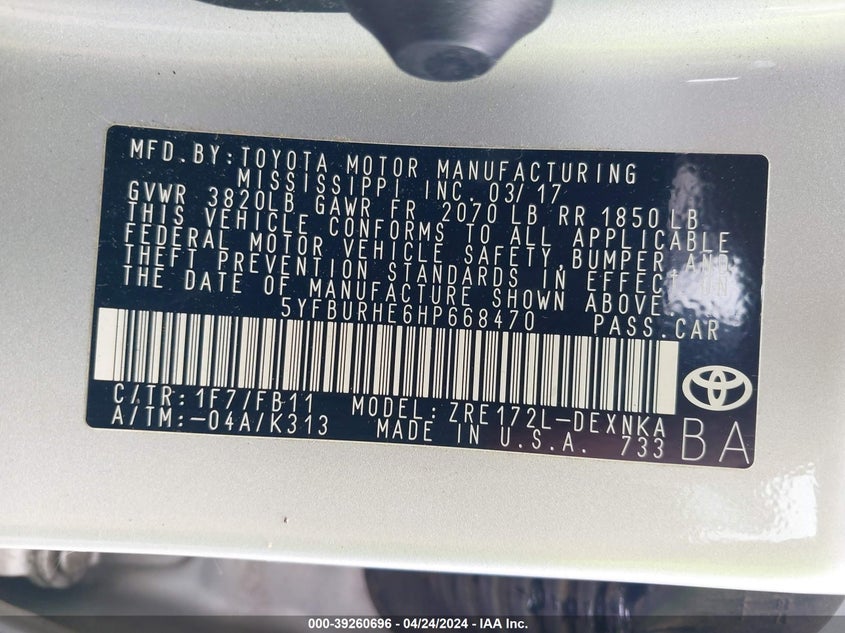 MFD.BY:TOYOTA MOTOR MANUFACTURING
MISSISSIPPI INC. 03/17
GVWR 3820LB GAWR FR 2070 LB RR 1850 LB
THIS VEHICLE CONFORMS TO ALL APPLICABLE
FEDERAL MOTOR VEHICLE SAFETY, BUMPER AND
THEFT PREVENTION STANDARDS IN EFFECT ON
THE DATE OF MANUFACTURE SHOWN ABOVE.
5YFBURHE6HP668470 PASS.CAR
C/TR: 1F7/FB11 MODEL: ZRE172L-DEXNKA
A/TM:-04A/K313 MADE IN U.S.A. 733 BA
000-39260696 - 04/24/2024 - IAA Inc.